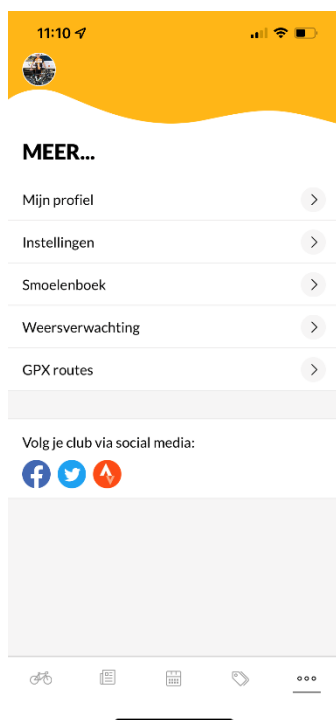 11:10
MEER...
Mijn profiel
Instellingen
Smoelenboek
Weersverwachting
GPX routes
Volg je club via social media: